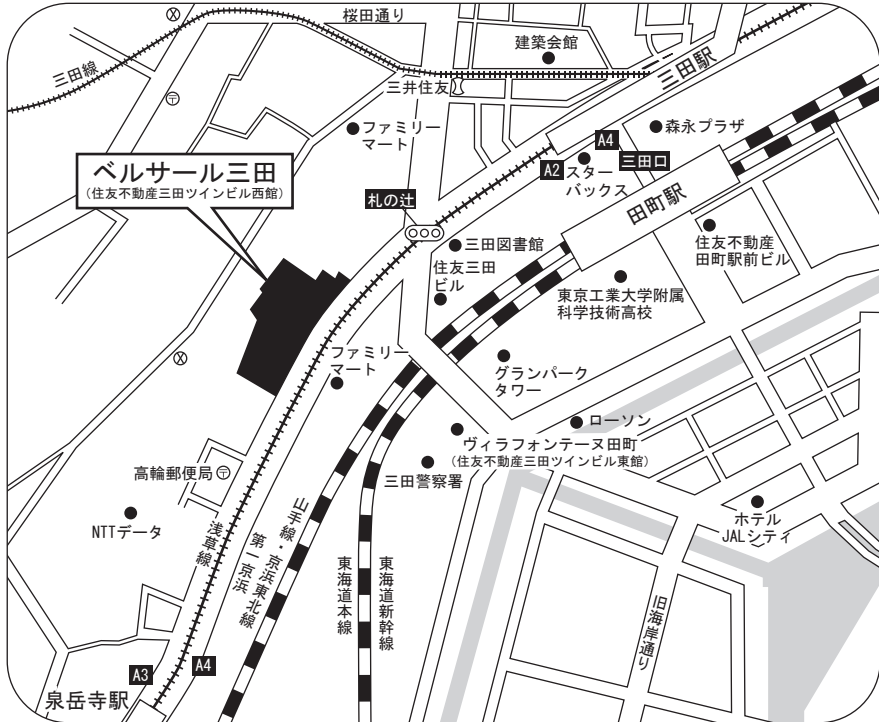 桜田通り
建築会館
三田駅
三田線
三井住友
ファミリー
マート
A4
森永プラザ
三田口
A2
スター
バックス
ベルサール三田
(住友不動産三田ツインビル西館)
札の辻
田町駅
三田図書館
住友不動産
田町駅前ビル
住友三田
ビル
東京工業大学附属
科学技術高校
ファミリー
マート
グランパーク
タワー
ローソン
ヴィラフォンテーヌ田町
(住友不動産三田ツインビル東館)
高輪郵便局
三田警察署
NTTデータ
ホテル
JALシティ
浅草線
第一京浜
山手線・京浜東北線
東海道本線
東海道新幹線
旧海岸通り
A3
A4
泉岳寺駅